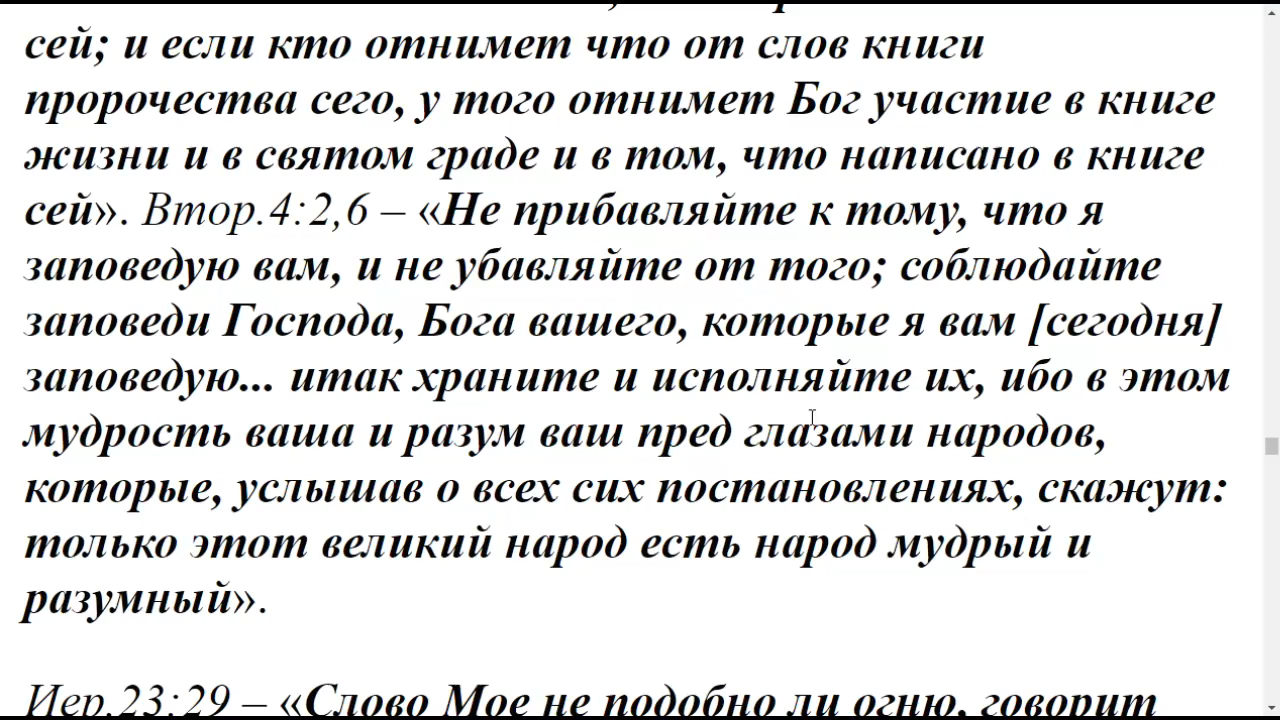 сей; и если кто отнимет что от слов книги
пророчества сего, у того отнимет Бог участие в книге
жизни и в святом граде и в том, что написано в книге
сей». Втор.4:2,6 – «Не прибавляйте к тому, что я
заповедую вам, и не убавляйте от того; соблюдайте
заповеди Господа, Бога вашего, которые я вам [сегодня]
заповедую... итак храните и исполняйте их, ибо в этом
мудрость ваша и разум ваш пред глазами народов,
которые, услышав о всех сих постановлениях, скажут:
только этот великий народ есть народ мудрый и
разумный».
Иер.23:29 – «Слово Мое не подобно ли огню, говорит